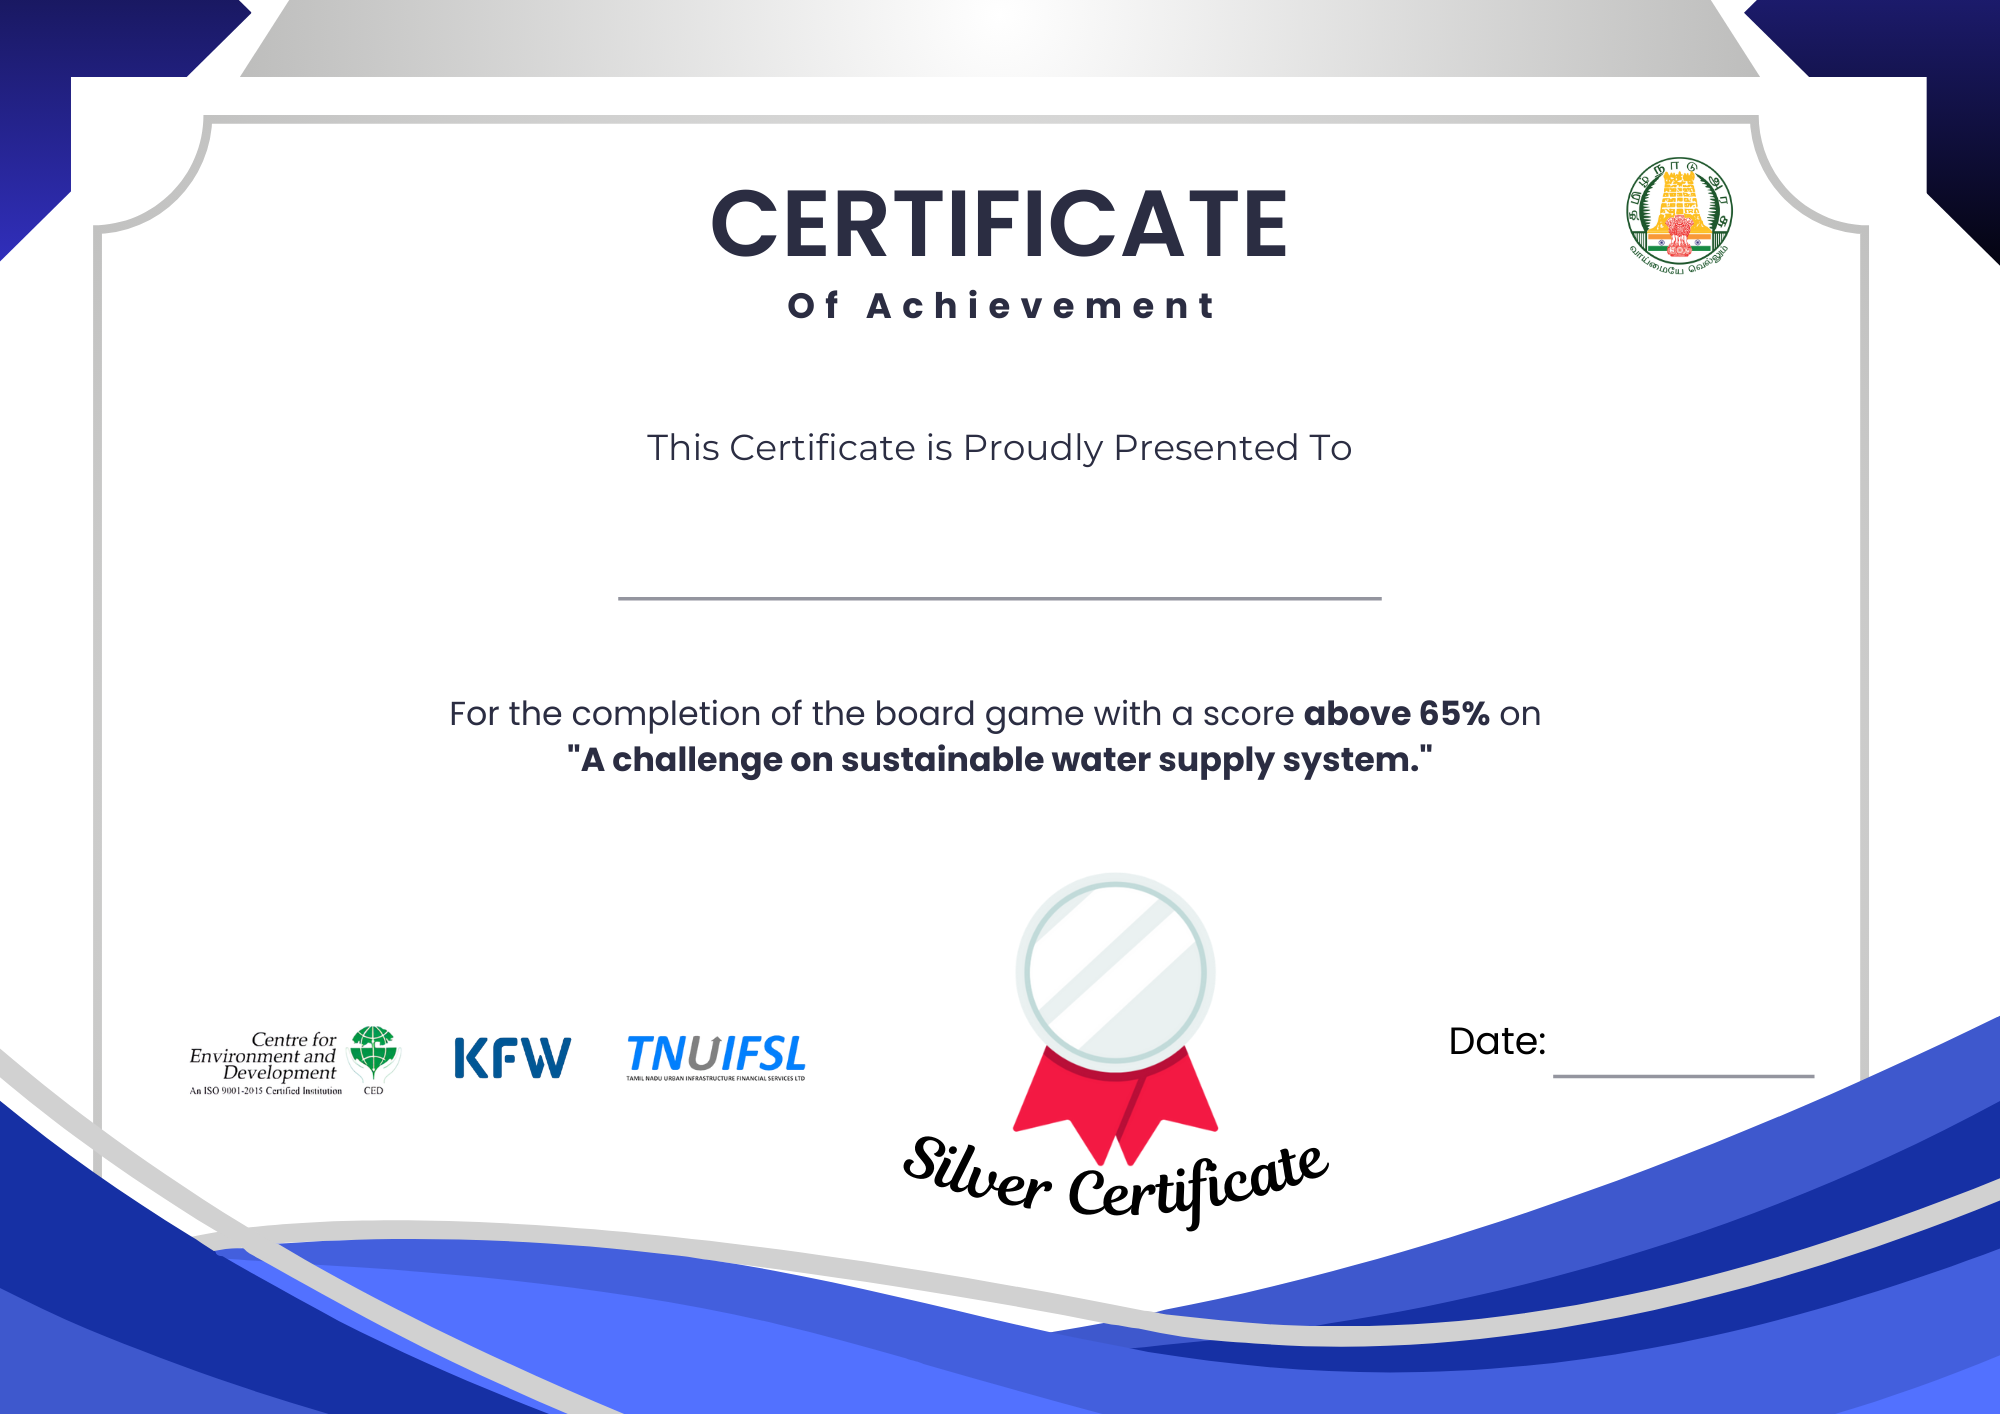 CERTIFICATE
Of Achievement
தமிழ்நாடு அரசு
வாய்மையே வெல்லும்
This Certificate is Proudly Presented To
For the completion of the board game with a score above 65% on
"A challenge on sustainable water supply system."
Centre for
Environment and
Development
An ISO 9001-2015 Certified Institution
CED
KFW
TNUIFSL
TAMIL NADU URBAN INFRASTRUCTURE FINANCIAL SERVICES LTD
Silver Certificate
Date: